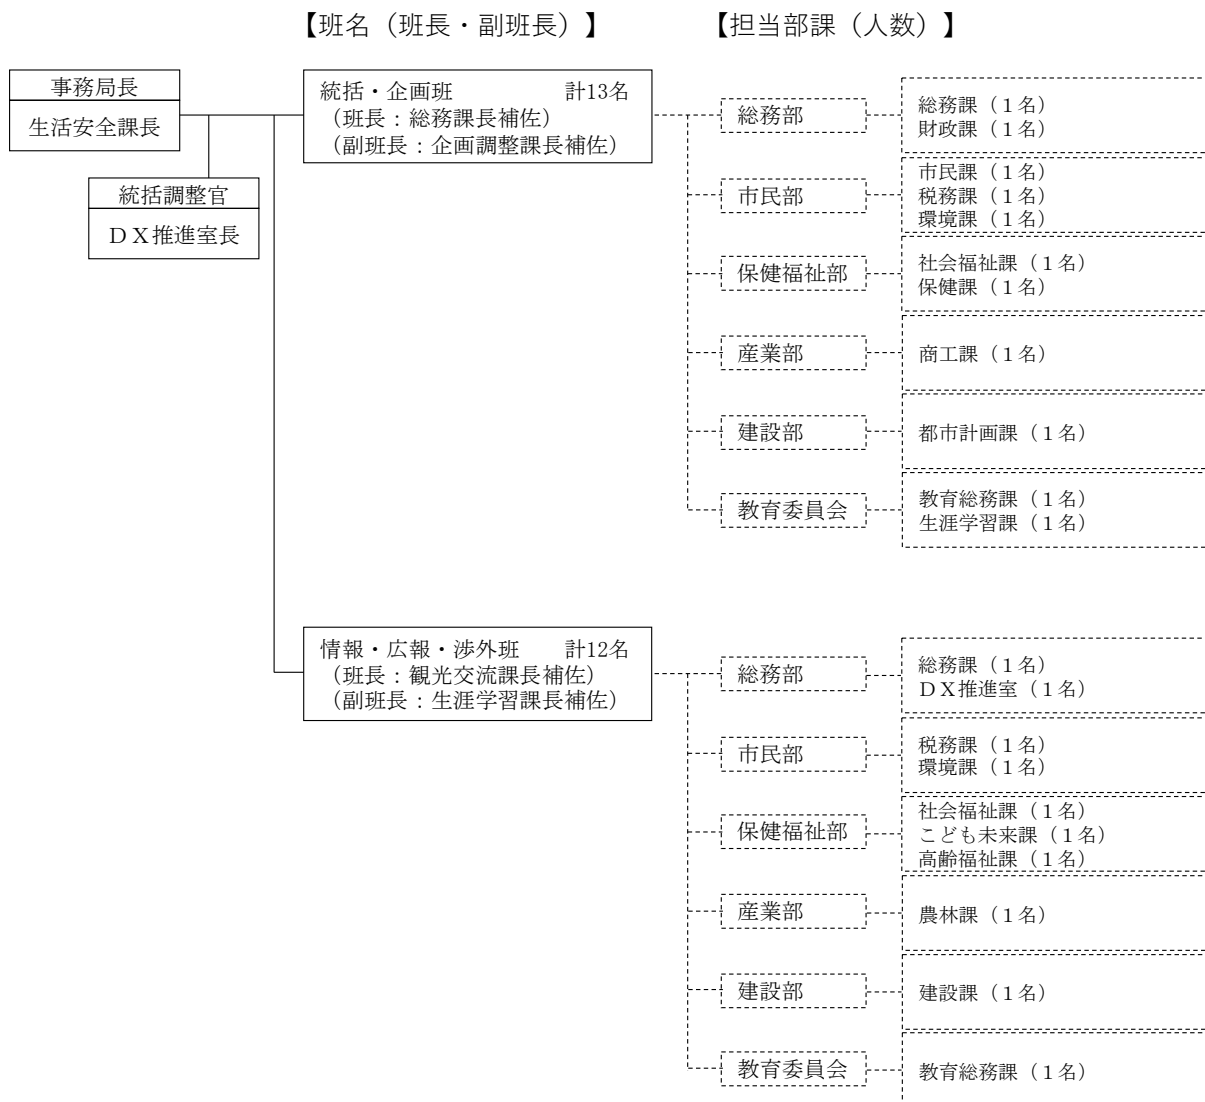 【班名（班長・副班長）】
【担当部課（人数）】
事務局長
生活安全課長
統括調整官
ＤＸ推進室長
統括・企画班　計13名
（班長：総務課長補佐）
（副班長：企画調整課長補佐）
総務部
総務課（１名）
財政課（１名）
市民部
市民課（１名）
税務課（１名）
環境課（１名）
保健福祉部
社会福祉課（１名）
保健課（１名）
産業部
商工課（１名）
建設部
都市計画課（１名）
教育委員会
教育総務課（１名）
生涯学習課（１名）
情報・広報・渉外班　計12名
（班長：観光交流課長補佐）
（副班長：生涯学習課長補佐）
総務部
総務課（１名）
ＤＸ推進室（１名）
市民部
税務課（１名）
環境課（１名）
保健福祉部
社会福祉課（１名）
こども未来課（１名）
高齢福祉課（１名）
産業部
農林課（１名）
建設部
建設課（１名）
教育委員会
教育総務課（１名）